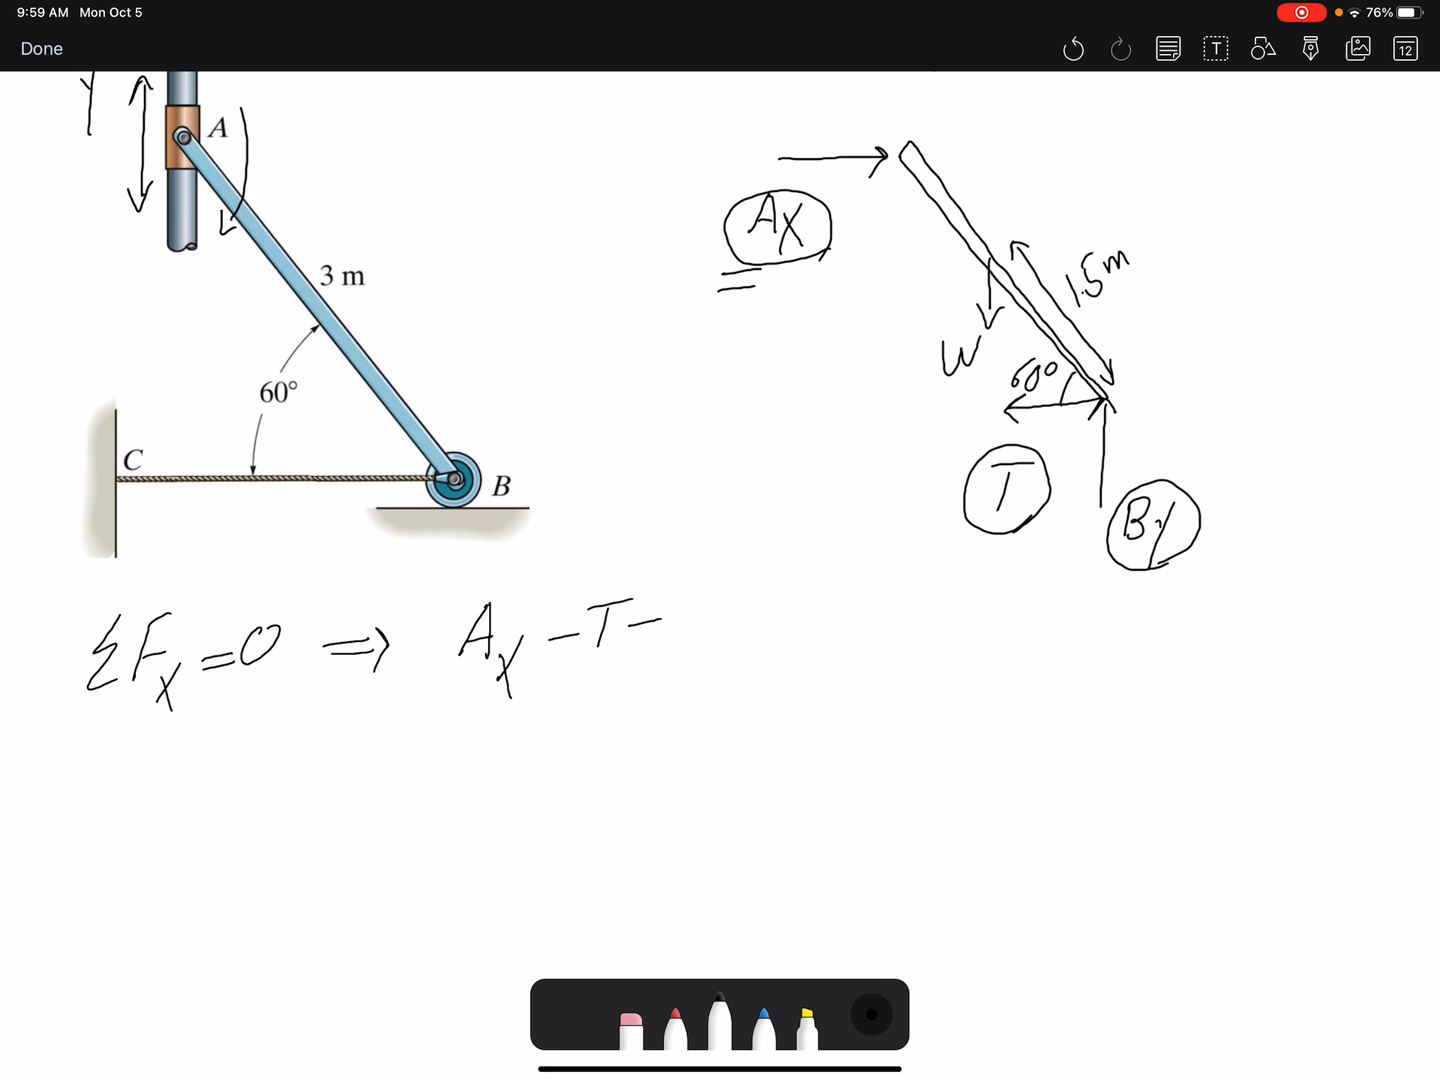 9:59 AM Mon Oct 5
76%
Done
T
12
Y
A
3 m
60°
C
B
Ax
1.5m
W
60°
T
By
ΣFx=0 ⇒ Ax -T-